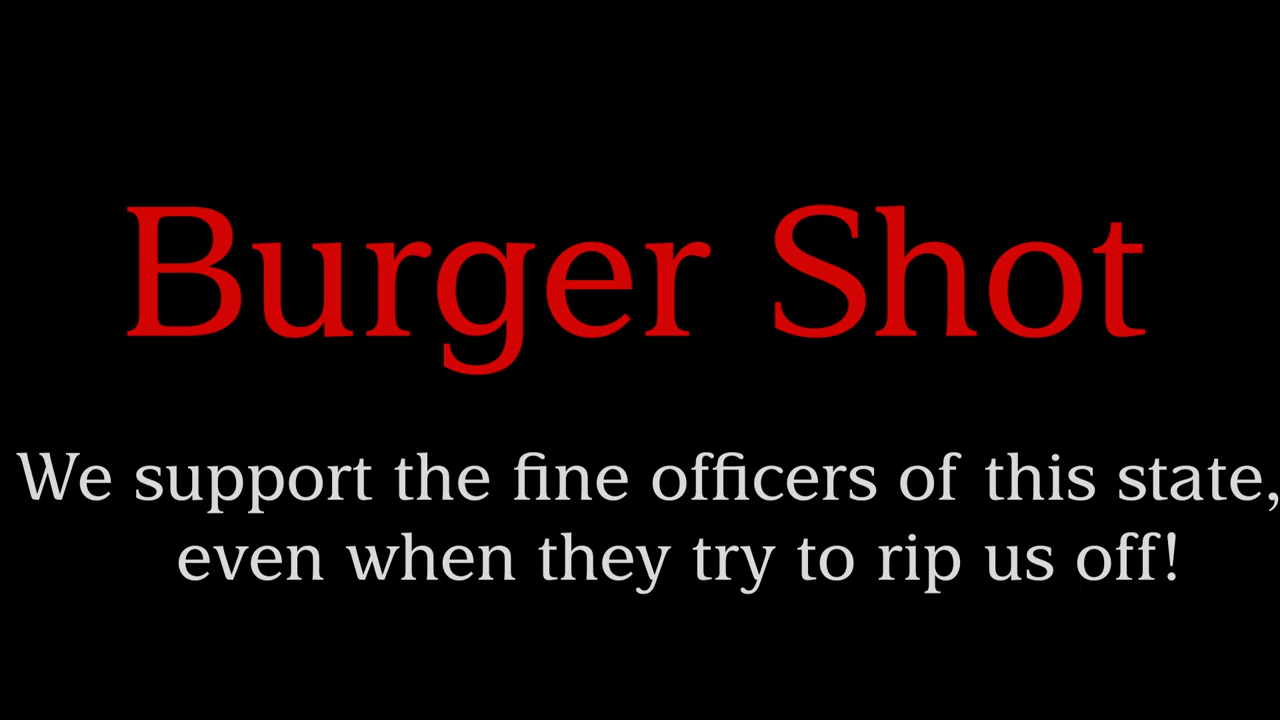 Burger Shot
We support the fine officers of this state,
even when they try to rip us off!